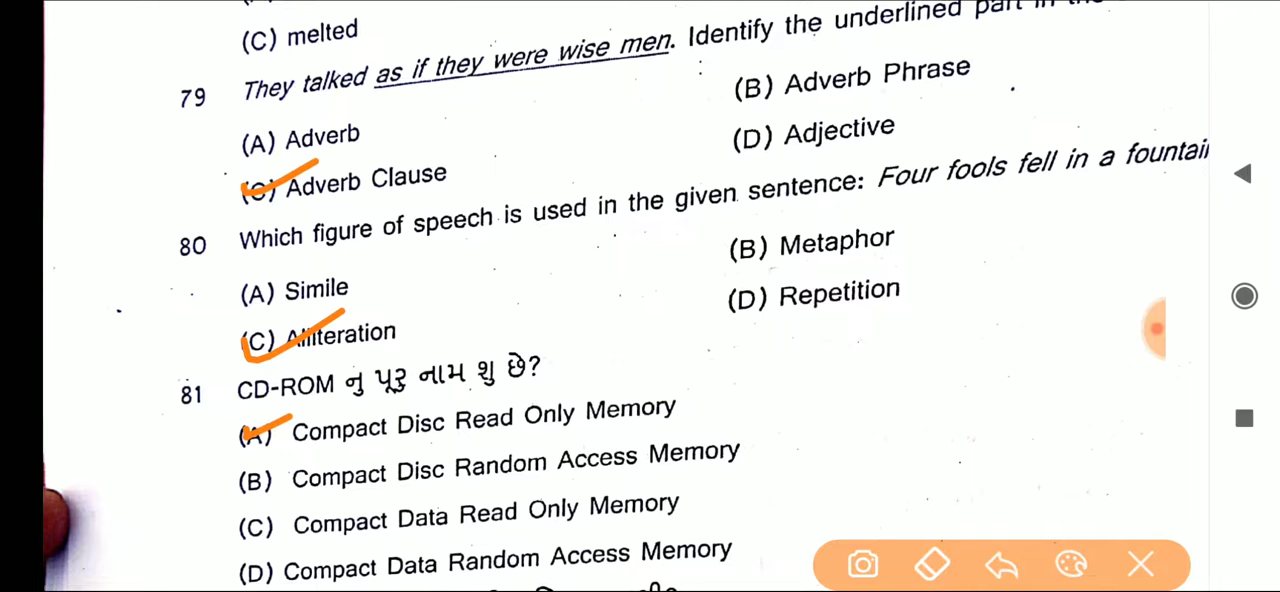 (C) melted
79 They talked as if they were wise men. Identify the underlined part in
(A) Adverb
(B) Adverb Phrase
(C) Adverb Clause
(D) Adjective
80 Which figure of speech is used in the given sentence: Four fools fell in a
(A) Simile
(B) Metaphor
(C) Alliteration
(D) Repetition
81 CD-ROM નુ પૂરુ નામ શુ છે?
(A) Compact Disc Read Only Memory
(B) Compact Disc Random Access Memory
(C) Compact Data Read Only Memory
(D) Compact Data Random Access Memory